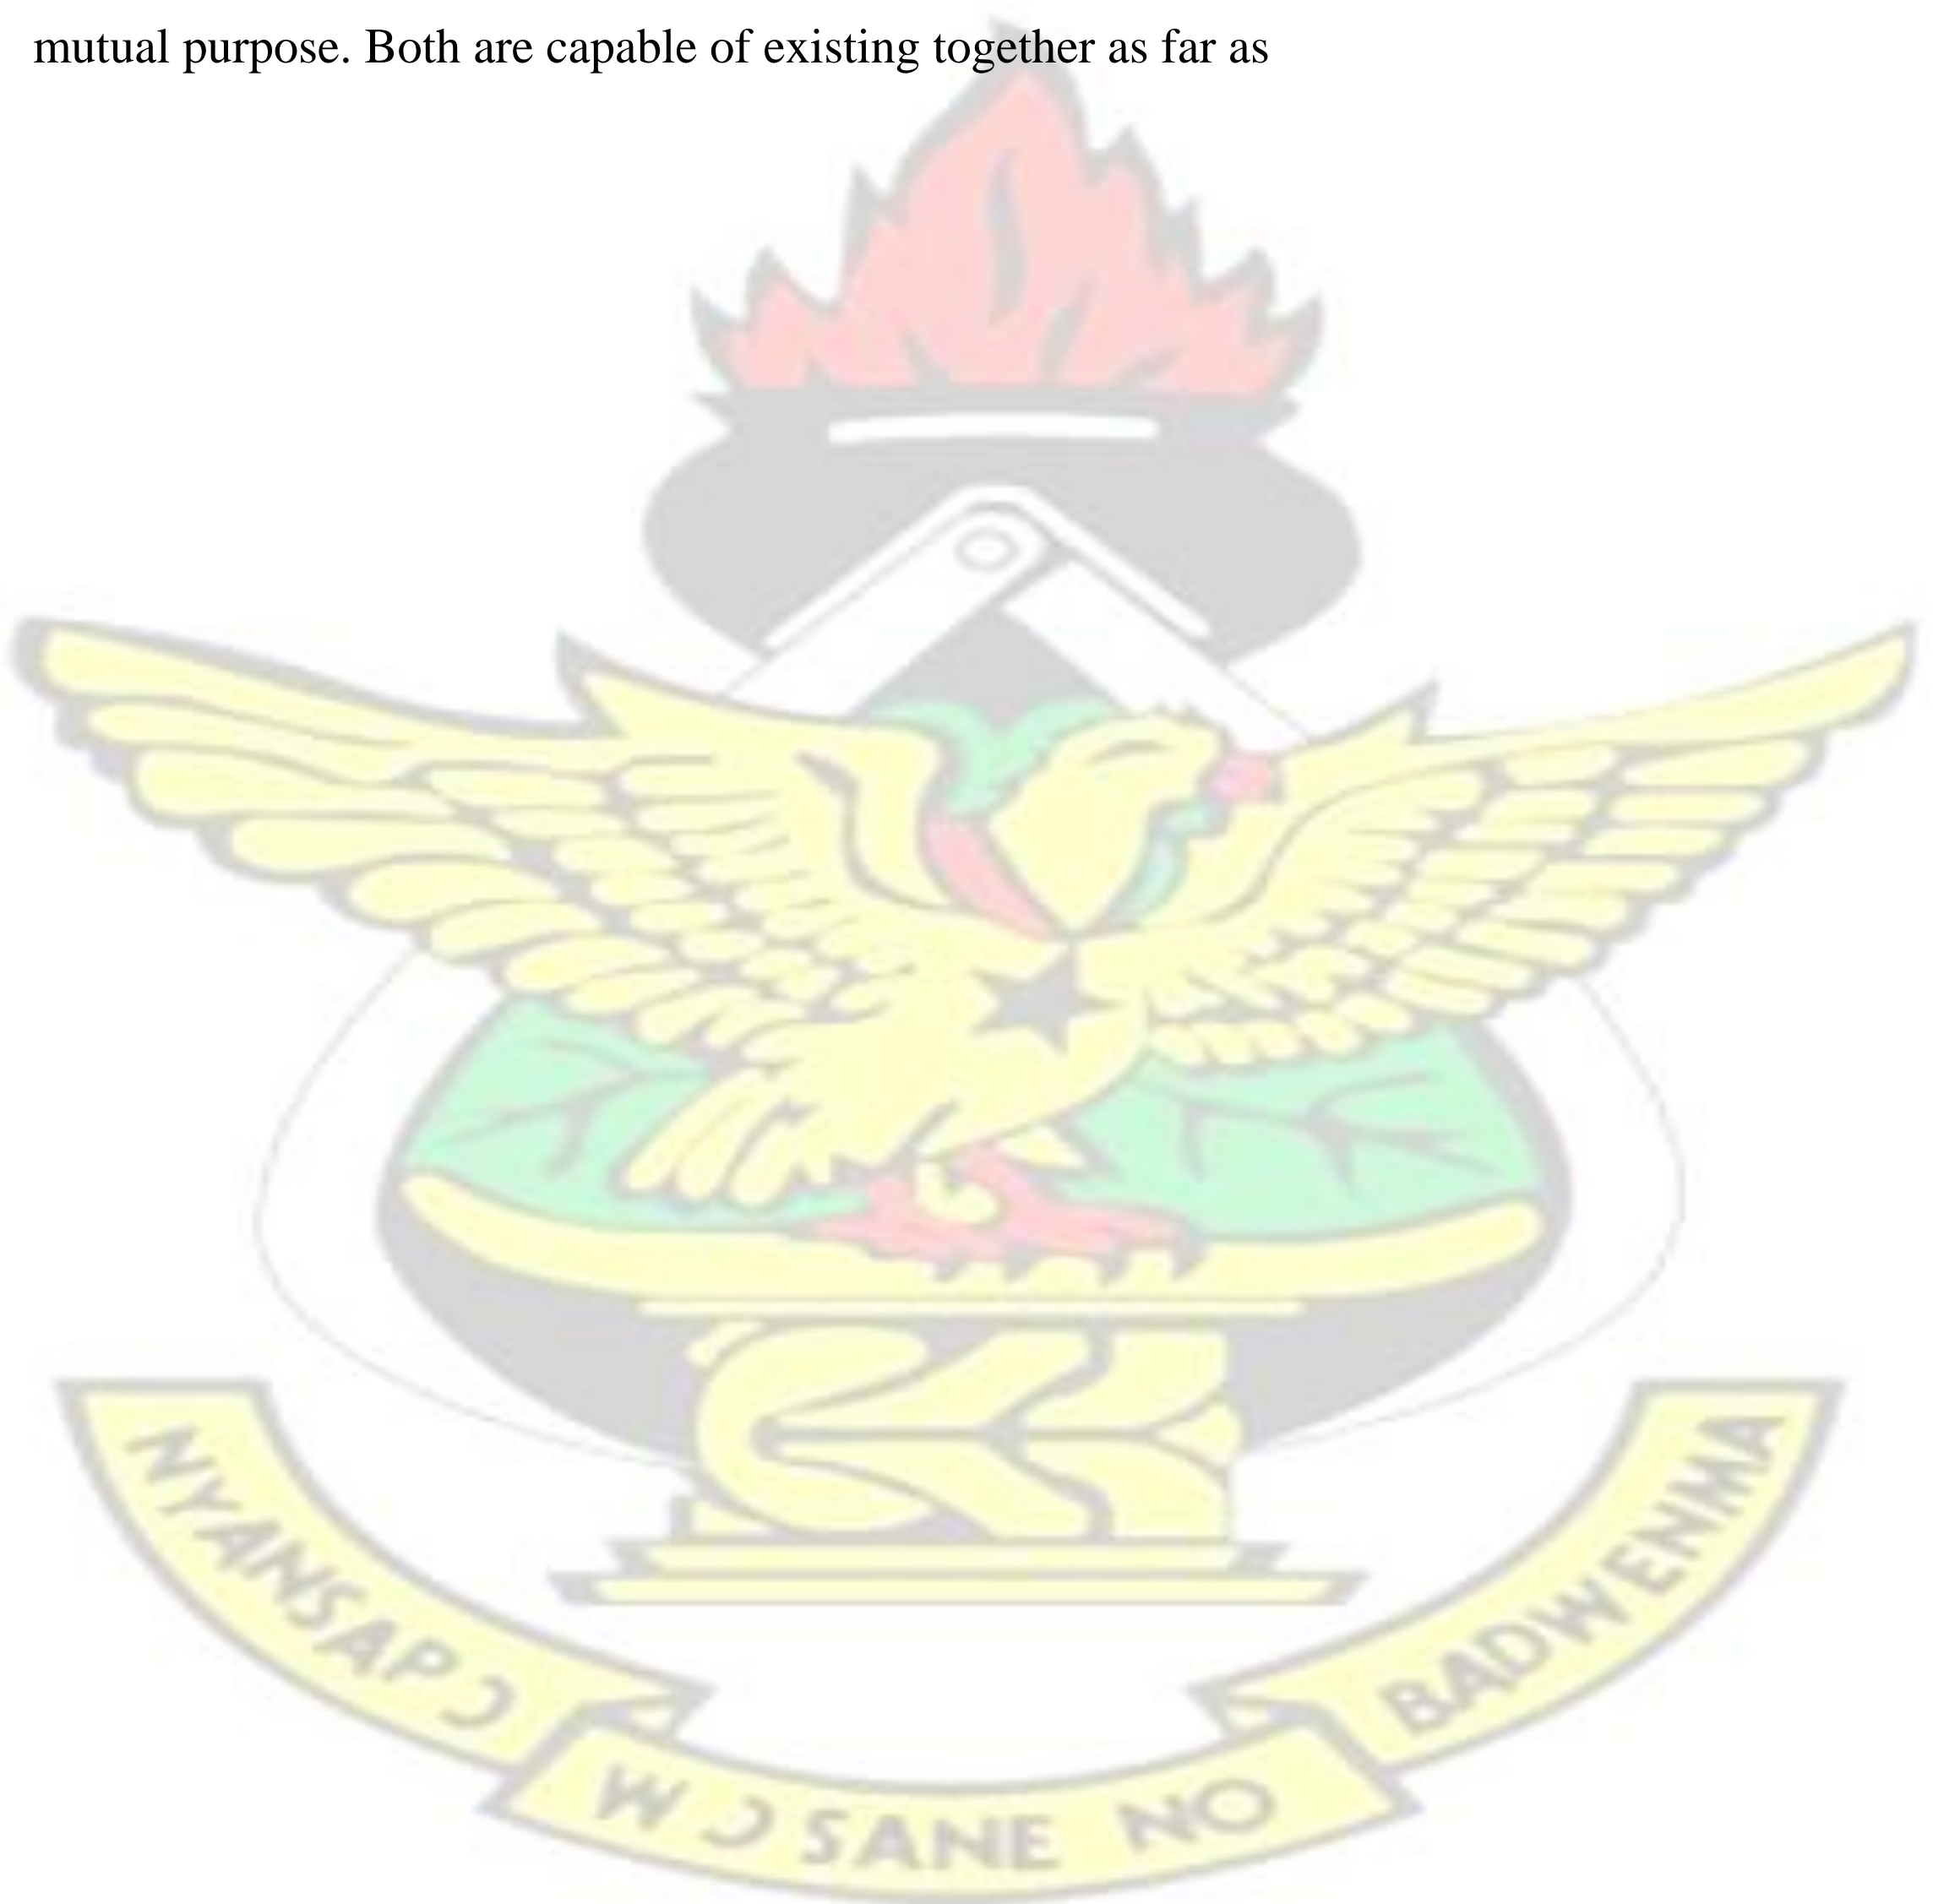 mutual purpose. Both are capable of existing together as far as
NYANSAPƆ
WƆSANE NO
BADWENMA